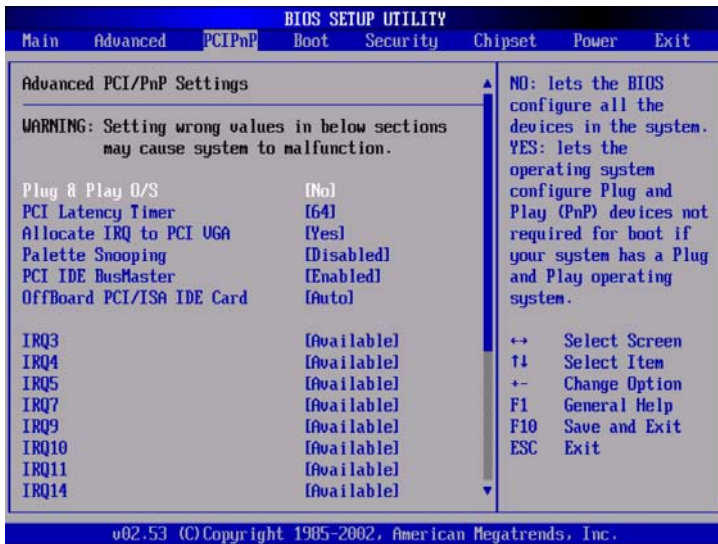 BIOS SETUP UTILITY
Main Advanced PCIPnP Boot Security Chipset Power Exit
Advanced PCI/PnP Settings
WARNING: Setting wrong values in below sections
may cause system to malfunction.
Plug & Play O/S [No]
PCI Latency Timer [64]
Allocate IRQ to PCI VGA [Yes]
Palette Snooping [Disabled]
PCI IDE BusMaster [Enabled]
OffBoard PCI/ISA IDE Card [Auto]
IRQ3 [Available]
IRQ4 [Available]
IRQ5 [Available]
IRQ7 [Available]
IRQ9 [Available]
IRQ10 [Available]
IRQ11 [Available]
IRQ14 [Available]
NO: lets the BIOS
configure all the
devices in the system.
YES: lets the
operating system
configure Plug and
Play (PnP) devices not
required for boot if
your system has a Plug
and Play operating
system.
↔ Select Screen
↑↓ Select Item
+- Change Option
F1 General Help
F10 Save and Exit
ESC Exit
v02.53 (C)Copyright 1985-2002, American Megatrends, Inc.